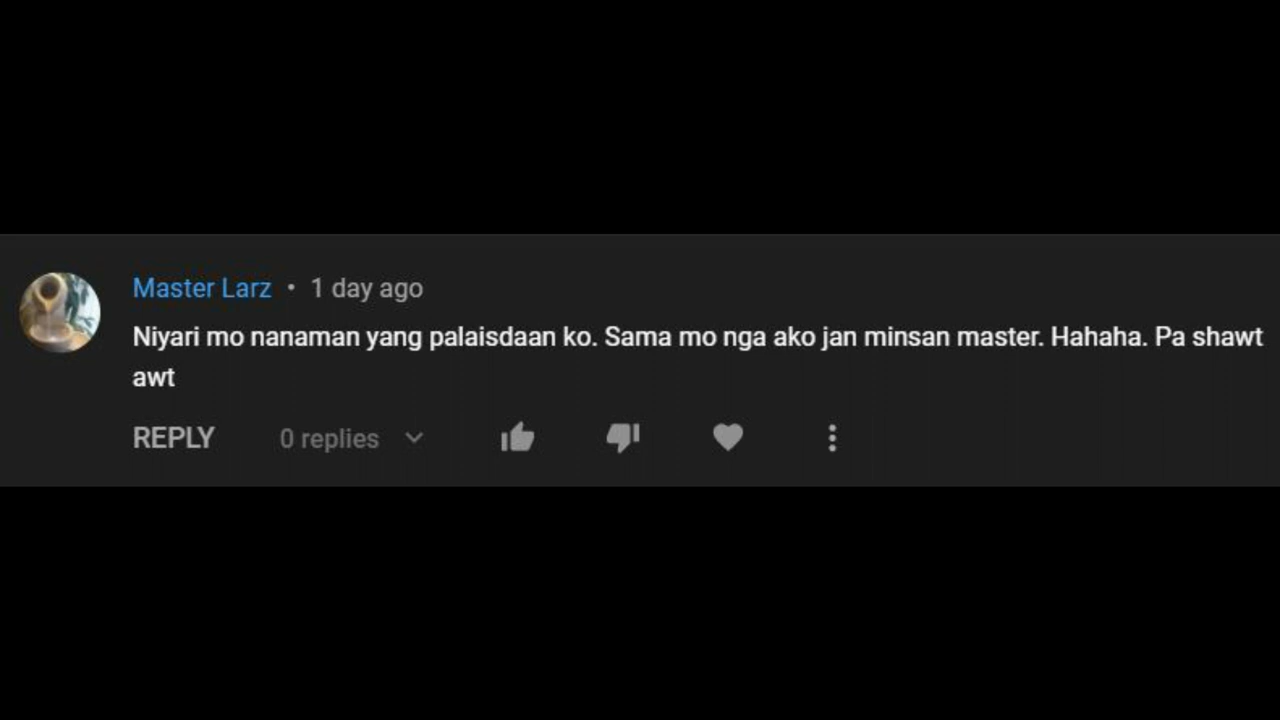 Master Larz • 1 day ago
Niyari mo nanaman yang palaisdaan ko. Sama mo nga ako jan minsan master. Hahaha. Pa shawt
awt
REPLY 0 replies